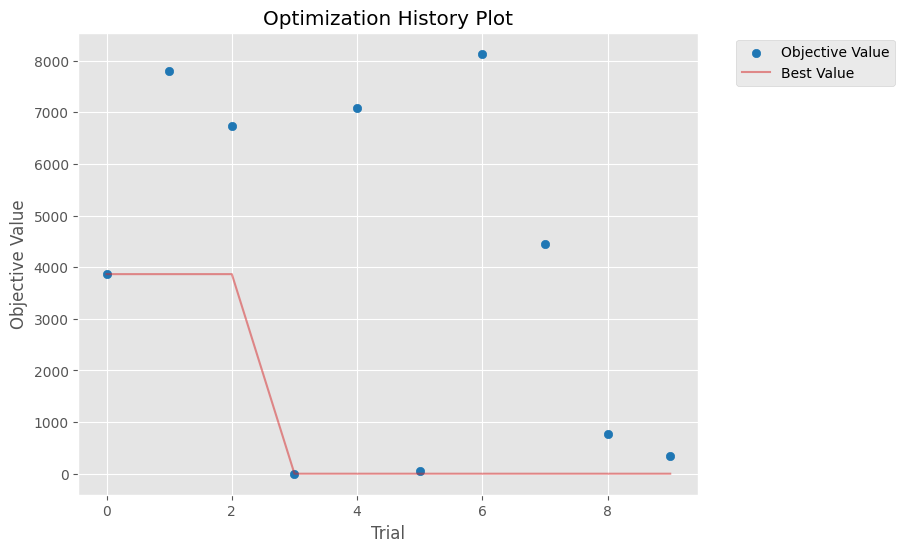 Optimization History Plot
Objective Value
Best Value
8000
7000
6000
5000
4000
3000
2000
1000
0
Objective Value
0 2 4 6 8
Trial